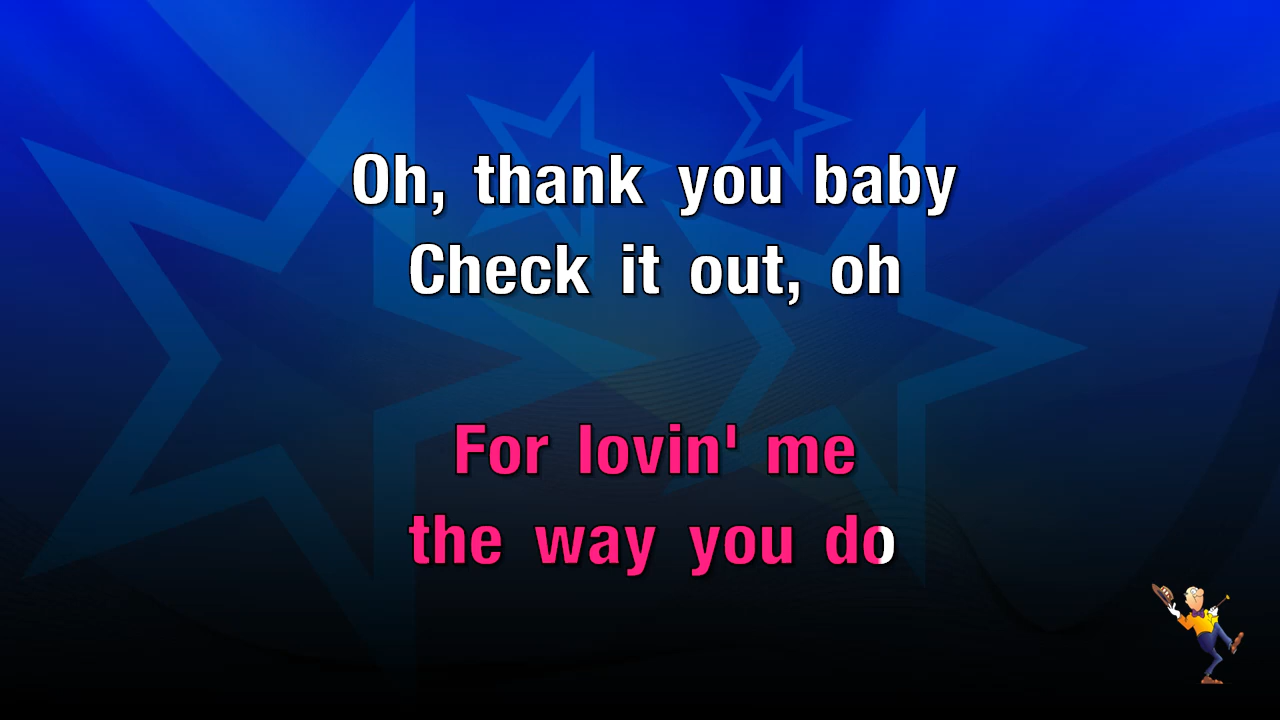 Oh, thank you baby
Check it out, oh
For lovin' me
the way you do